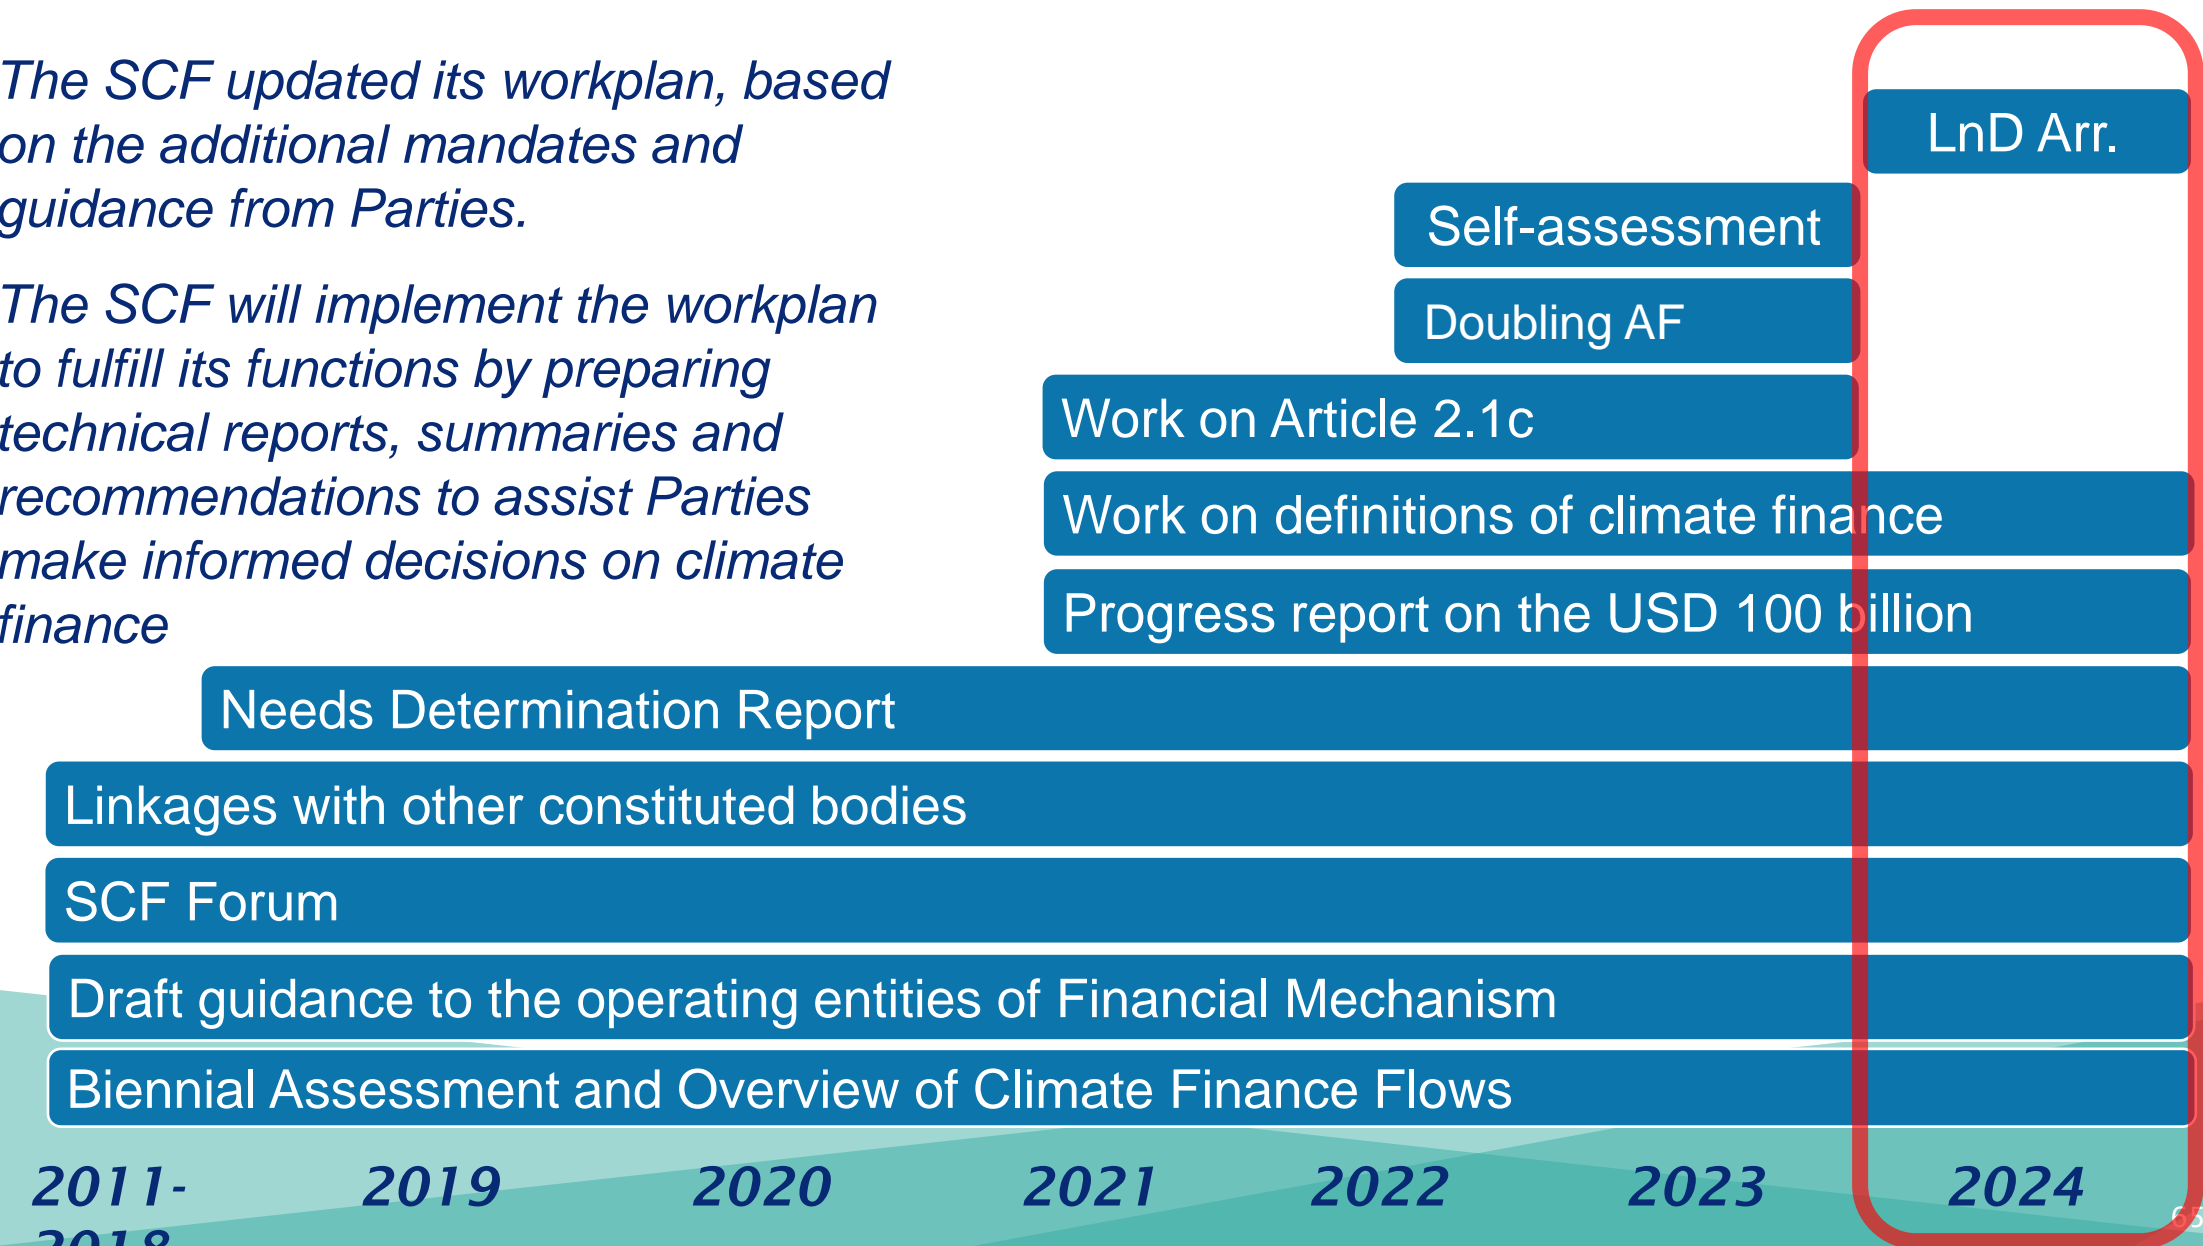 The SCF updated its workplan, based
on the additional mandates and
guidance from Parties.
The SCF will implement the workplan
to fulfill its functions by preparing
technical reports, summaries and
recommendations to assist Parties
make informed decisions on climate
finance
LnD Arr.
Self-assessment
Doubling AF
Work on Article 2.1c
Work on definitions of climate finance
Progress report on the USD 100 billion
Needs Determination Report
Linkages with other constituted bodies
SCF Forum
Draft guidance to the operating entities of Financial Mechanism
Biennial Assessment and Overview of Climate Finance Flows
2011-
2018
2019
2020
2021
2022
2023
2024
65